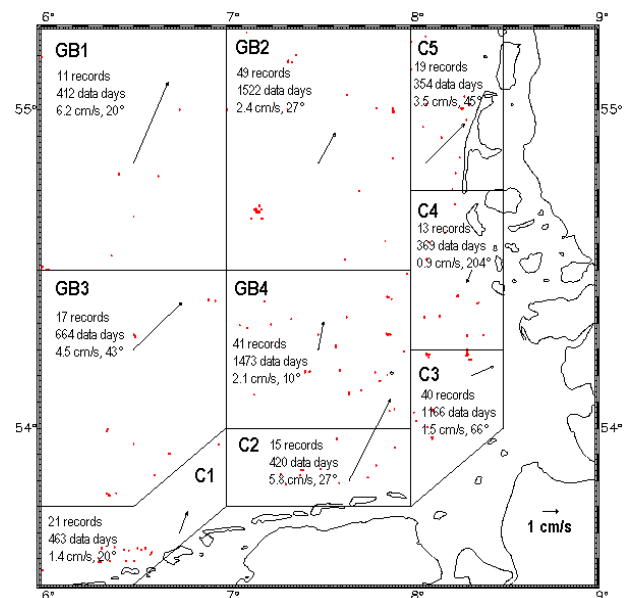 6° 7° 8° 9°
GB1
11 records
412 data days
6.2 cm/s, 20°
GB2
49 records
1522 data days
2.4 cm/s, 27°
C5
19 records
354 data days
3.5 cm/s, 45°
55° 55°
C4
13 records
369 data days
0.9 cm/s, 204°
GB3
17 records
664 data days
4.5 cm/s, 43°
GB4
41 records
1473 data days
2.1 cm/s, 10°
C3
40 records
1166 data days
1.5 cm/s, 66°
54° 54°
C2
15 records
420 data days
5.8 cm/s, 27°
C1
21 records
463 data days
1.4 cm/s, 20°
1 cm/s
6° 7° 8° 9°